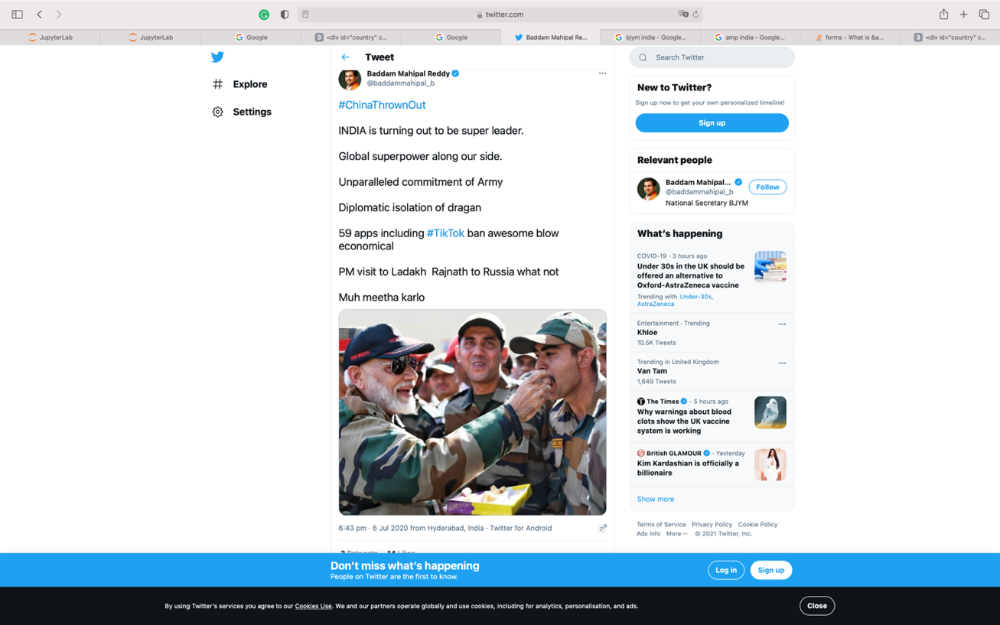 twitter.com
JupyterLab
JupyterLab
Google
<div id="country" c...
Google
Baddam Mahipal Re...
bjym india - Google...
amp india - Google...
forms - What is &a...
<div id="country" c...
Explore
Settings
Tweet
Baddam Mahipal Reddy
@baddammahipal_b
#ChinaThrownOut
INDIA is turning out to be super leader.
Global superpower along our side.
Unparalleled commitment of Army
Diplomatic isolation of dragan
59 apps including #TikTok ban awesome blow
economical
PM visit to Ladakh  Rajnath to Russia what not
Muh meetha karlo
6:43 pm · 6 Jul 2020 from Hyderabad, India · Twitter for Android
Search Twitter
New to Twitter?
Sign up now to get your own personalized timeline!
Sign up
Relevant people
Baddam Mahipal...
@baddammahipal_b
Follow
National Secretary BJYM
What's happening
COVID-19 · 3 hours ago
Under 30s in the UK should be
offered an alternative to
Oxford-AstraZeneca vaccine
Trending with Under-30s,
AstraZeneca
Entertainment · Trending
Khloe
10.5K Tweets
Trending in United Kingdom
Van Tam
1,649 Tweets
The Times · 5 hours ago
Why warnings about blood
clots show the UK vaccine
system is working
British GLAMOUR · Yesterday
Kim Kardashian is officially a
billionaire
Show more
Terms of Service Privacy Policy Cookie Policy
Ads info More ··· © 2021 Twitter, Inc.
Don't miss what's happening
People on Twitter are the first to know.
Log in
Sign up
By using Twitter's services you agree to our Cookies Use. We and our partners operate globally and use cookies, including for analytics, personalisation, and ads.
Close